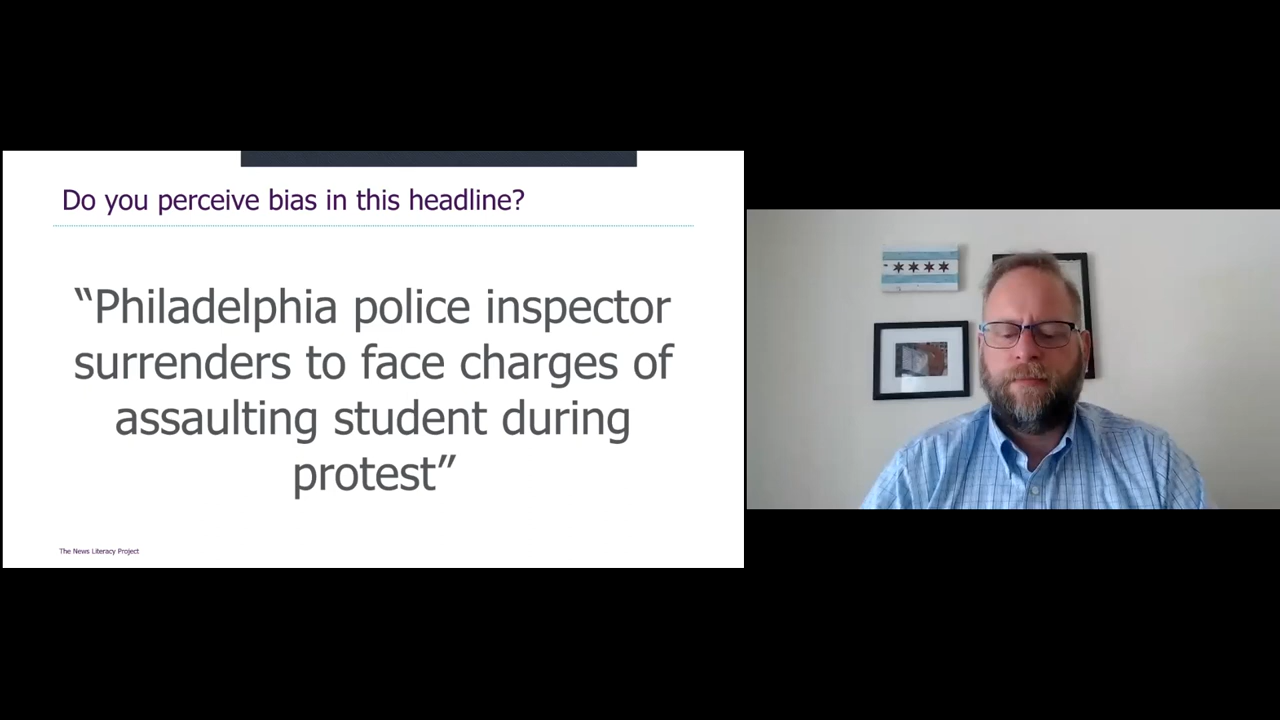 Do you perceive bias in this headline?
“Philadelphia police inspector
surrenders to face charges of
assaulting student during
protest”
The News Literacy Project